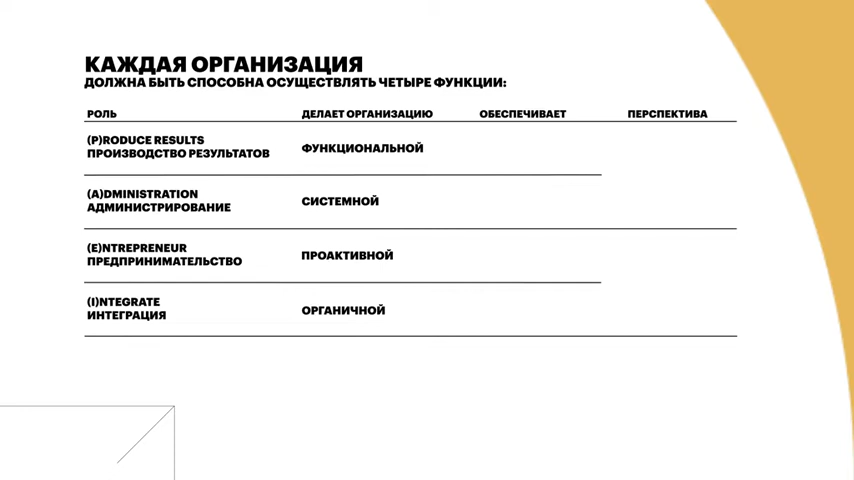 КАЖДАЯ ОРГАНИЗАЦИЯ
ДОЛЖНА БЫТЬ СПОСОБНА ОСУЩЕСТВЛЯТЬ ЧЕТЫРЕ ФУНКЦИИ:
РОЛЬ ДЕЛАЕТ ОРГАНИЗАЦИЮ ОБЕСПЕЧИВАЕТ ПЕРСПЕКТИВА
(P)RODUCE RESULTS
ПРОИЗВОДСТВО РЕЗУЛЬТАТОВ
ФУНКЦИОНАЛЬНОЙ
(A)DMINISTRATION
АДМИНИСТРИРОВАНИЕ
СИСТЕМНОЙ
(E)NTREPRENEUR
ПРЕДПРИНИМАТЕЛЬСТВО
ПРОАКТИВНОЙ
(I)NTEGRATE
ИНТЕГРАЦИЯ
ОРГАНИЧНОЙ